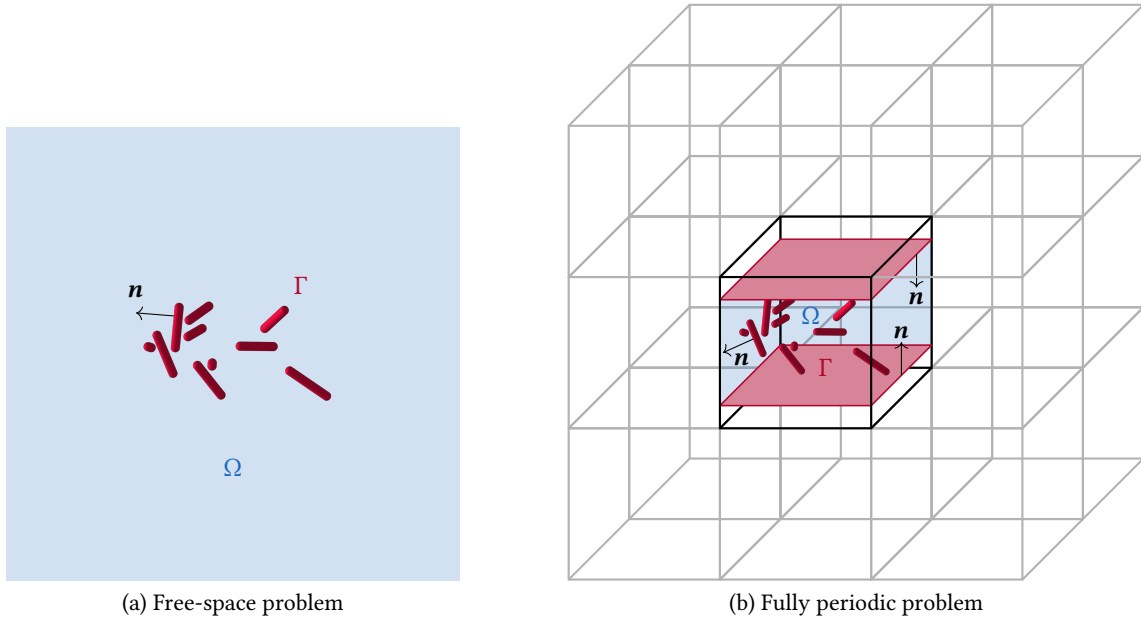 n
Γ
Ω
(a) Free-space problem
n
Ω
n
n
Γ
(b) Fully periodic problem